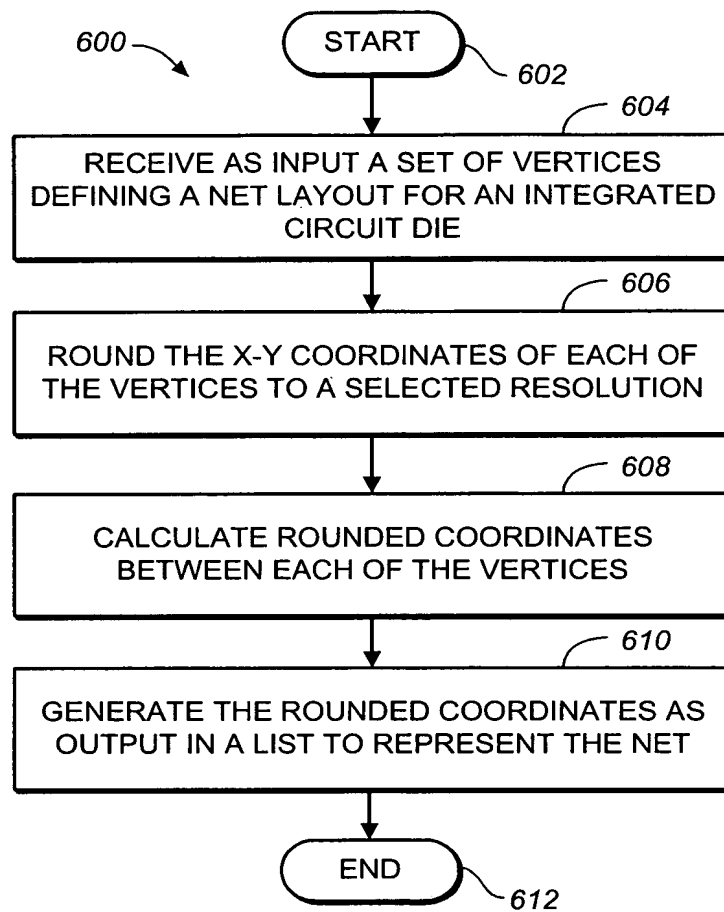 600
START
602
604
RECEIVE AS INPUT A SET OF VERTICES
DEFINING A NET LAYOUT FOR AN INTEGRATED
CIRCUIT DIE
606
ROUND THE X-Y COORDINATES OF EACH OF
THE VERTICES TO A SELECTED RESOLUTION
608
CALCULATE ROUNDED COORDINATES
BETWEEN EACH OF THE VERTICES
610
GENERATE THE ROUNDED COORDINATES AS
OUTPUT IN A LIST TO REPRESENT THE NET
END
612